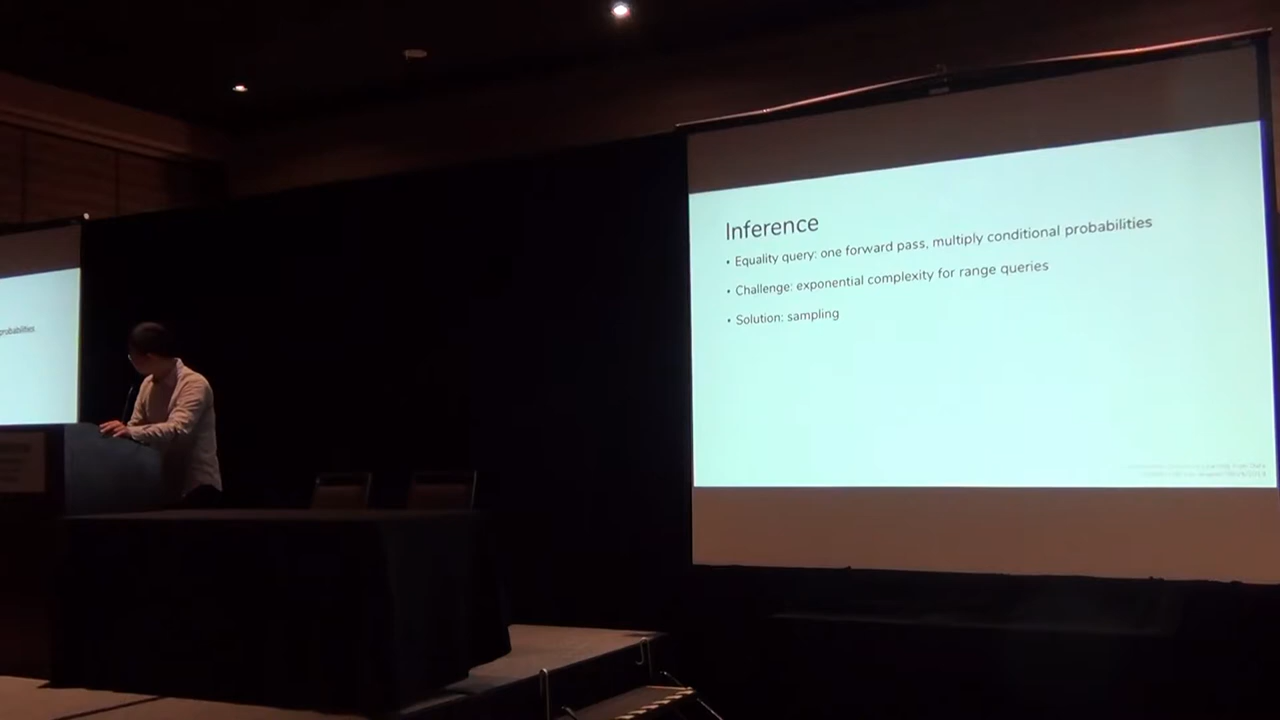 Inference
• Equality query: one forward pass, multiply conditional probabilities
• Challenge: exponential complexity for range queries
• Solution: sampling
probabilities